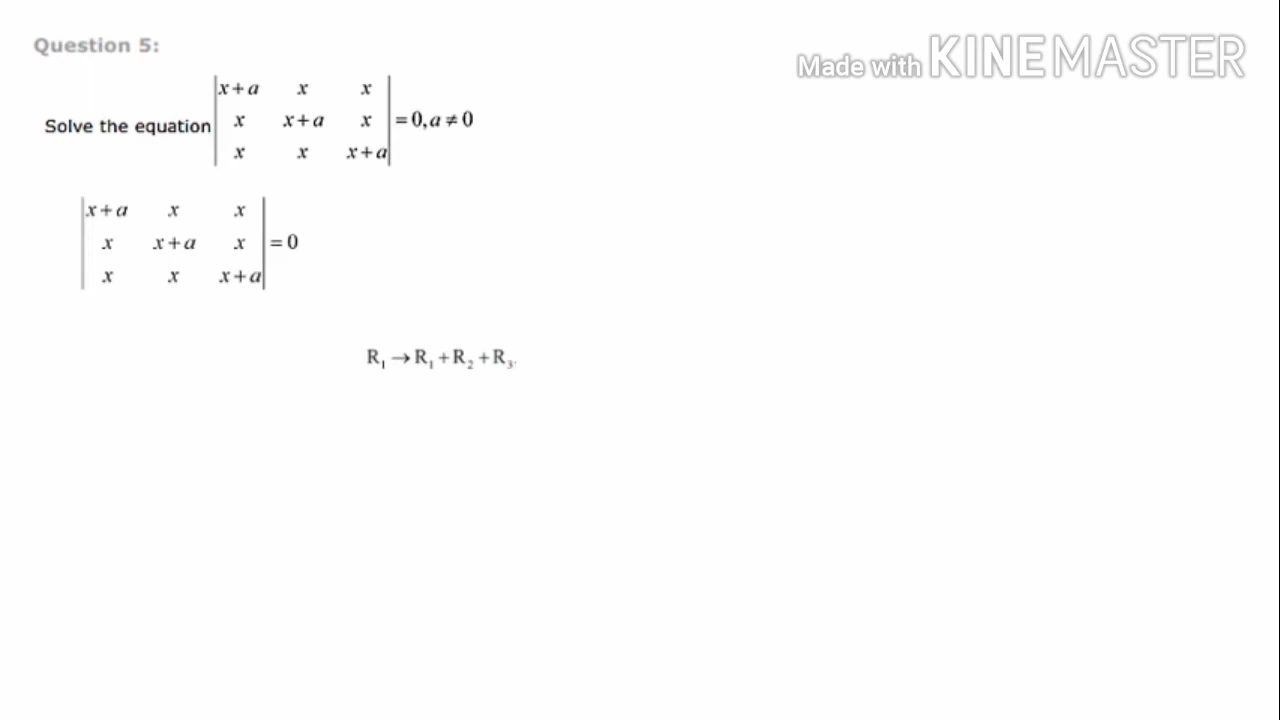 Question 5:
Made with KINEMASTER
Solve the equation |x+a x x|
|x x+a x| = 0, a ≠ 0
|x x x+a|
|x+a x x|
|x x+a x| = 0
|x x x+a|
R₁ → R₁ + R₂ + R₃.